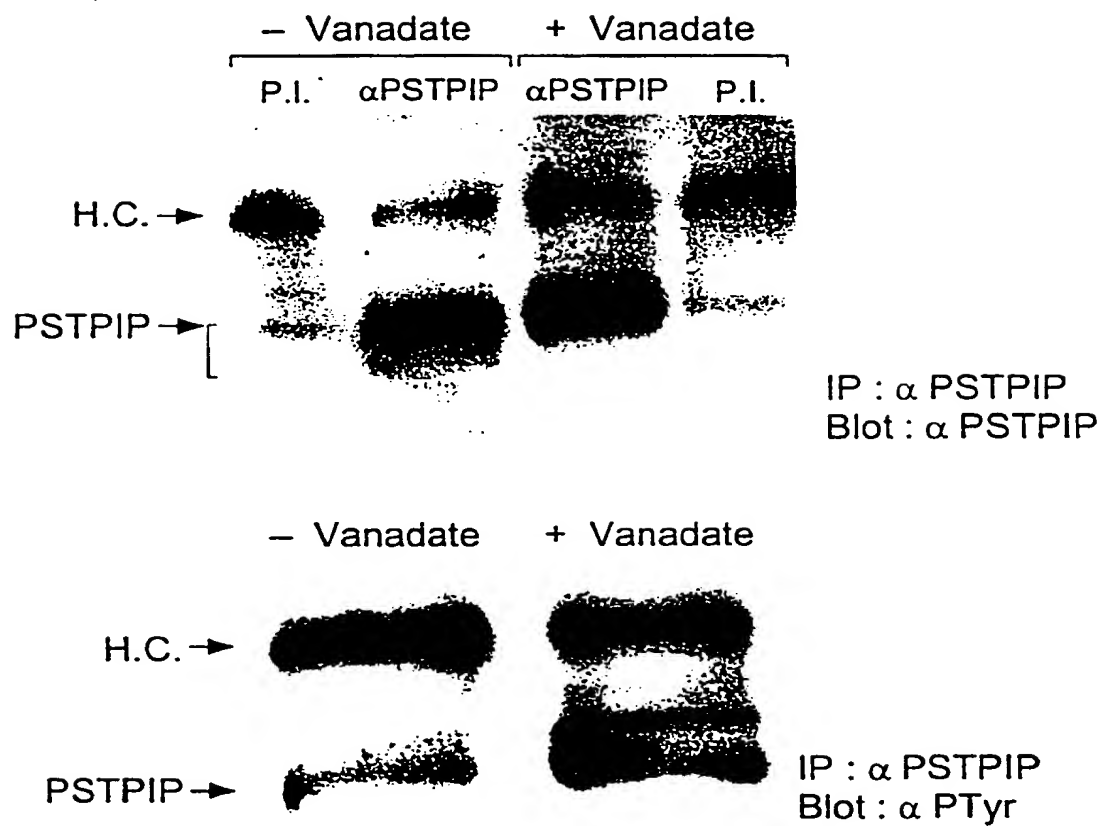 – Vanadate + Vanadate
P.I. αPSTPIP αPSTPIP P.I.
H.C.
PSTPIP
IP : α PSTPIP
Blot : α PSTPIP
– Vanadate + Vanadate
H.C.
PSTPIP
IP : α PSTPIP
Blot : α PTyr